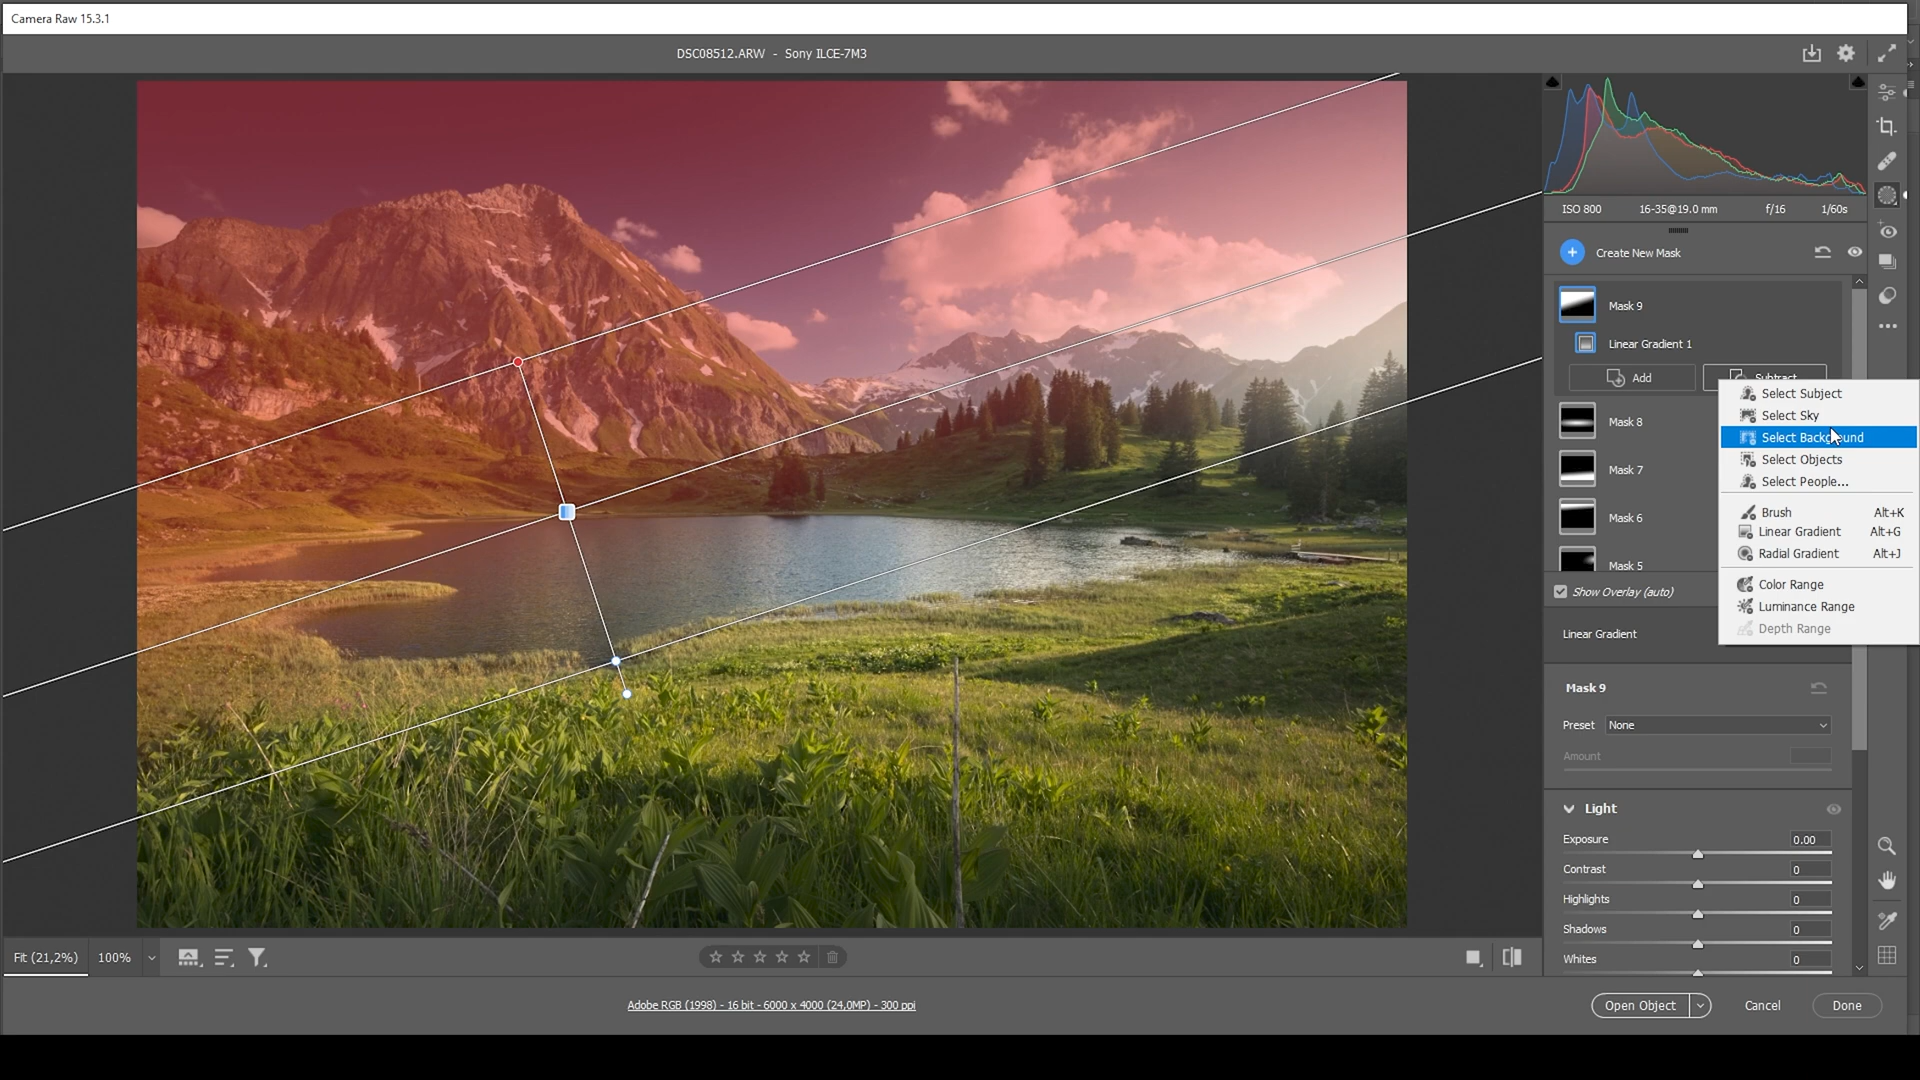 Camera Raw 15.3.1
DSC08512.ARW - Sony ILCE-7M3
ISO 800 16-35@19.0 mm f/16 1/60s
Create New Mask
Mask 9
Linear Gradient 1
Add Subtract
Mask 8
Mask 7
Mask 6
Mask 5
Select Subject
Select Sky
Select Background
Select Objects
Select People...
Brush Alt+K
Linear Gradient Alt+G
Radial Gradient Alt+J
Color Range
Luminance Range
Depth Range
Show Overlay (auto)
Linear Gradient
Mask 9
Preset None
Amount
Light
Exposure 0.00
Contrast 0
Highlights 0
Shadows 0
Whites 0
Fit (21,2%) 100%
Adobe RGB (1998) - 16 bit - 6000 x 4000 (24,0MP) - 300 ppi
Open Object Cancel Done